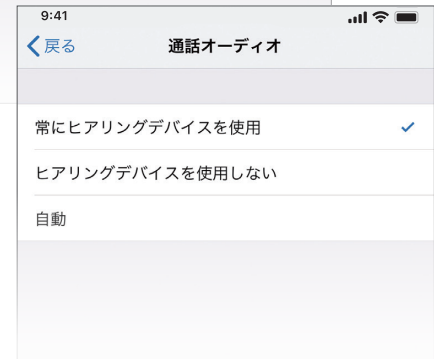 9:41
戻る
通話オーディオ
常にヒアリングデバイスを使用
ヒアリングデバイスを使用しない
自動